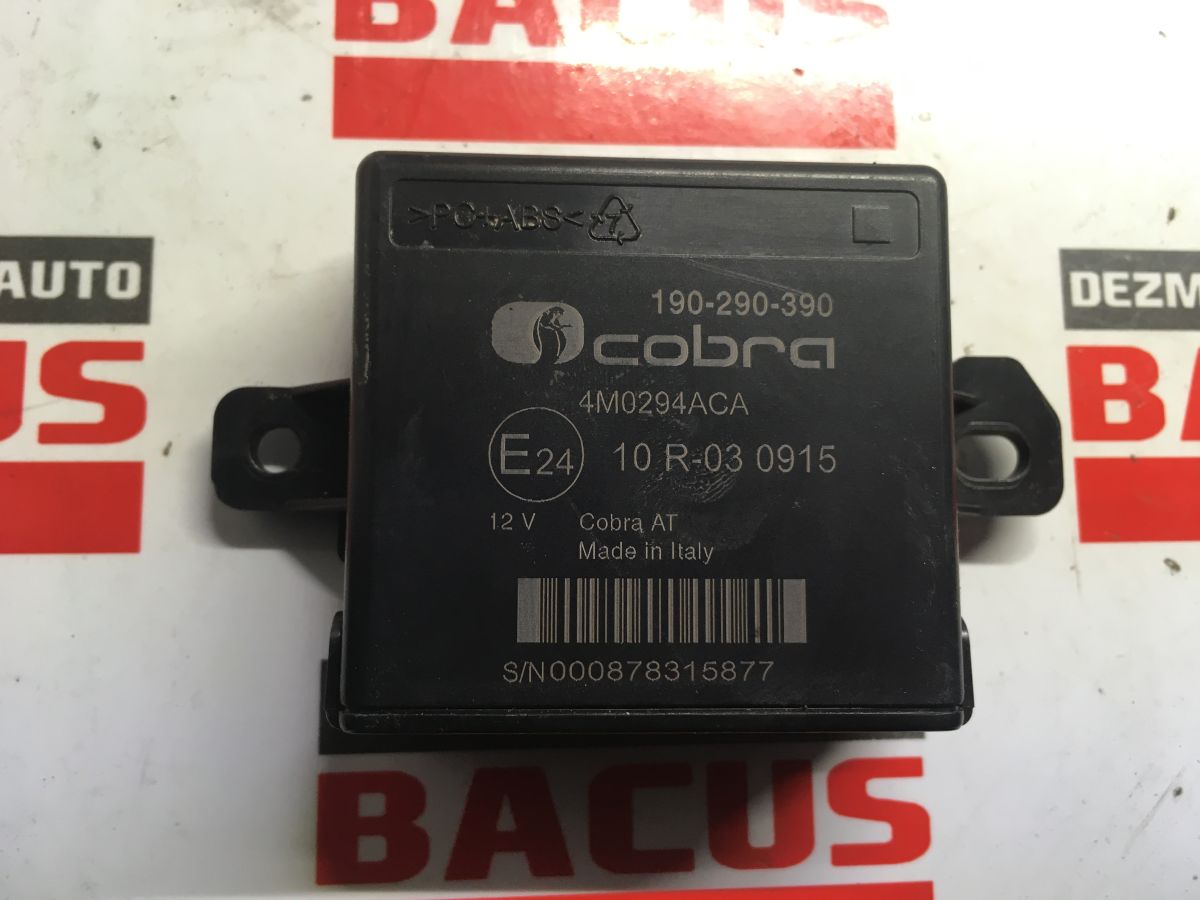 BACUS
>PC+ABS<
190-290-390
cobra
AUTO
DEZM
4M0294ACA
E24 10 R-03 0915
12 V Cobra AT
Made in Italy
S/N000878315877
BACUS